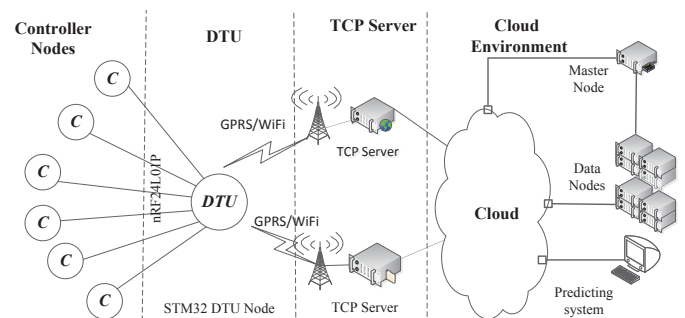 Controller
Nodes
DTU
TCP Server
Cloud
Environment
C
C
C
C
C
C
nRF24L0IP
DTU
GPRS/WiFi
GPRS/WiFi
STM32 DTU Node
TCP Server
TCP Server
Cloud
Master
Node
Data
Nodes
Predicting
system